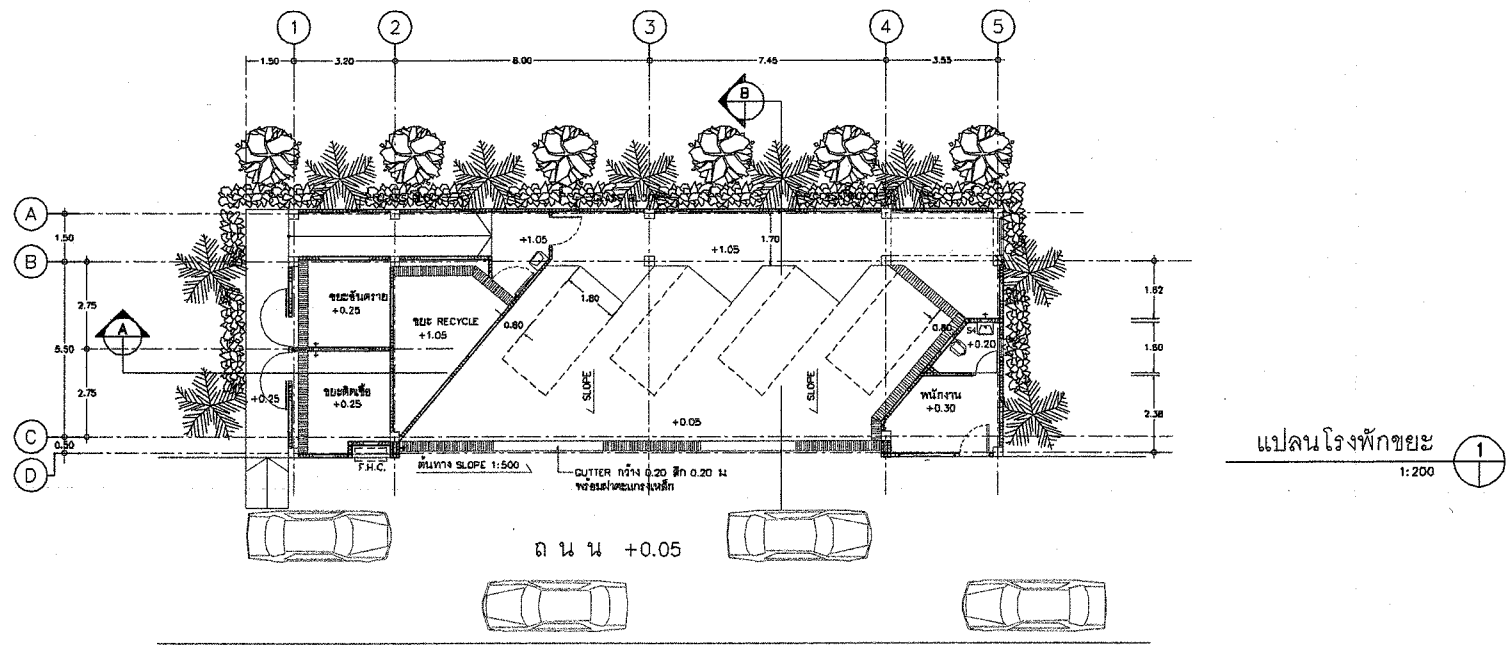 1 2 3 4 5
1.50 3.20 8.00 7.45 3.55
B
A
1.50
B
+1.05
+1.05
1.70
2.75
ขยะอันตราย
+0.25
1.62
1.80
ขยะ RECYCLE
+1.05
0.80
0.80
+0.20
A
5.50
1.80
2.75
ขยะติดเชื้อ
+0.25
+0.25
SLOPE
SLOPE
พนักงาน
+0.30
2.38
+0.05
C
0.50
D
F.H.C.
ต้นทาง SLOPE 1:500
GUTTER กว้าง 0.20 ลึก 0.20 ม
พร้อมฝาตะแกรงเหล็ก
แปลนโรงพักขยะ
1:200
1
ถนน +0.05